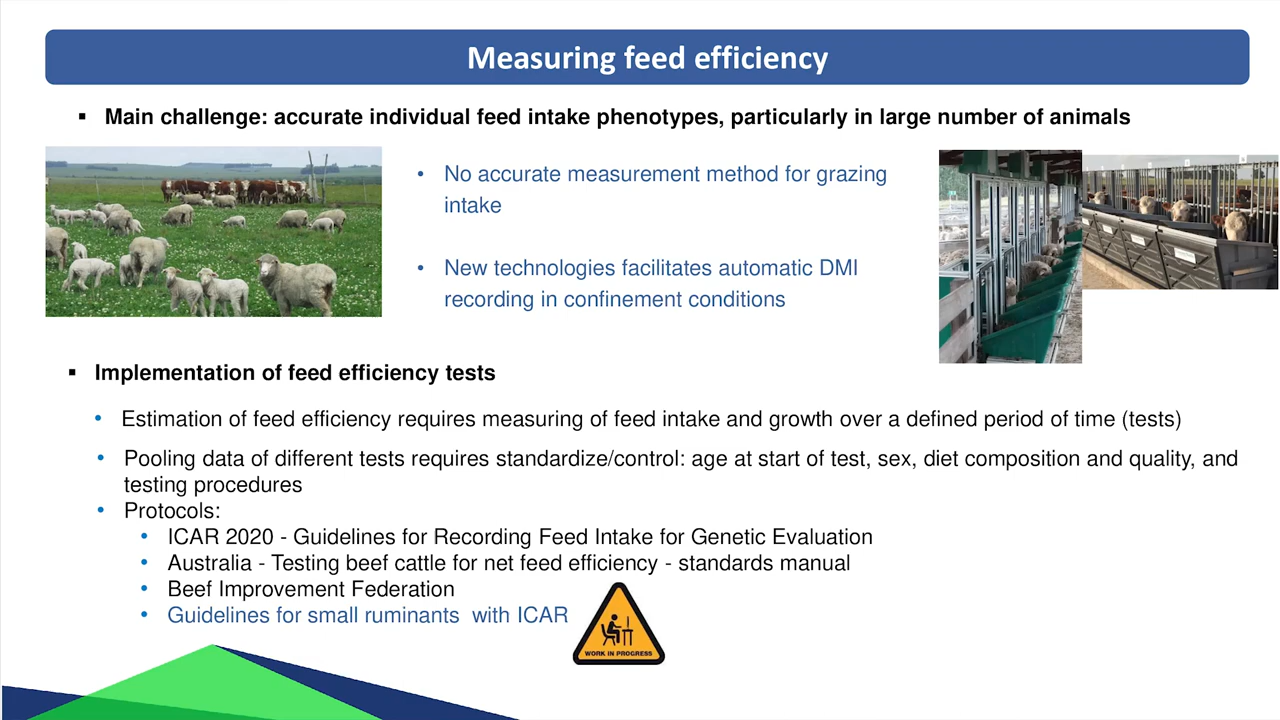 Measuring feed efficiency
▪ Main challenge: accurate individual feed intake phenotypes, particularly in large number of animals
• No accurate measurement method for grazing
intake
• New technologies facilitates automatic DMI
recording in confinement conditions
▪ Implementation of feed efficiency tests
• Estimation of feed efficiency requires measuring of feed intake and growth over a defined period of time (tests)
• Pooling data of different tests requires standardize/control: age at start of test, sex, diet composition and quality, and
testing procedures
• Protocols:
• ICAR 2020 - Guidelines for Recording Feed Intake for Genetic Evaluation
• Australia - Testing beef cattle for net feed efficiency - standards manual
• Beef Improvement Federation
• Guidelines for small ruminants with ICAR
WORK IN PROGRESS